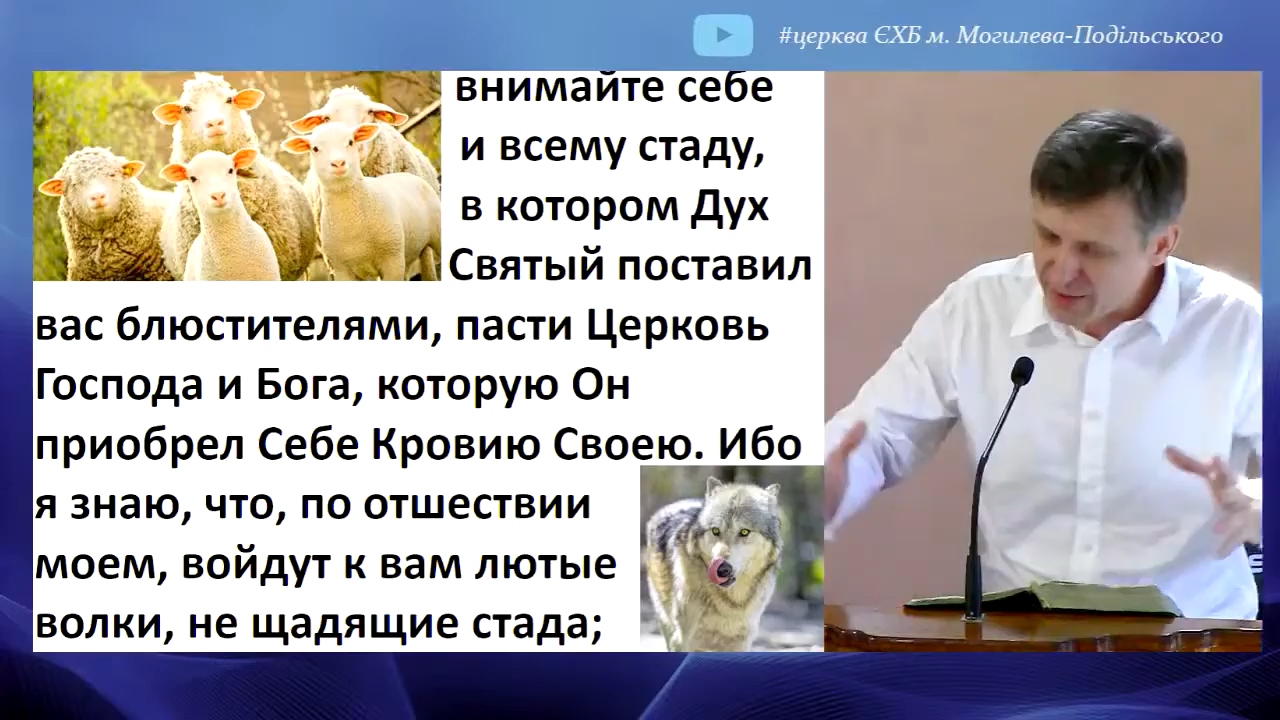 #церква ЄХБ м. Могилева-Подільського
внимайте себе
и всему стаду,
в котором Дух
Святый поставил
вас блюстителями, пасти Церковь
Господа и Бога, которую Он
приобрел Себе Кровию Своею. Ибо
я знаю, что, по отшествии
моем, войдут к вам лютые
волки, не щадящие стада;